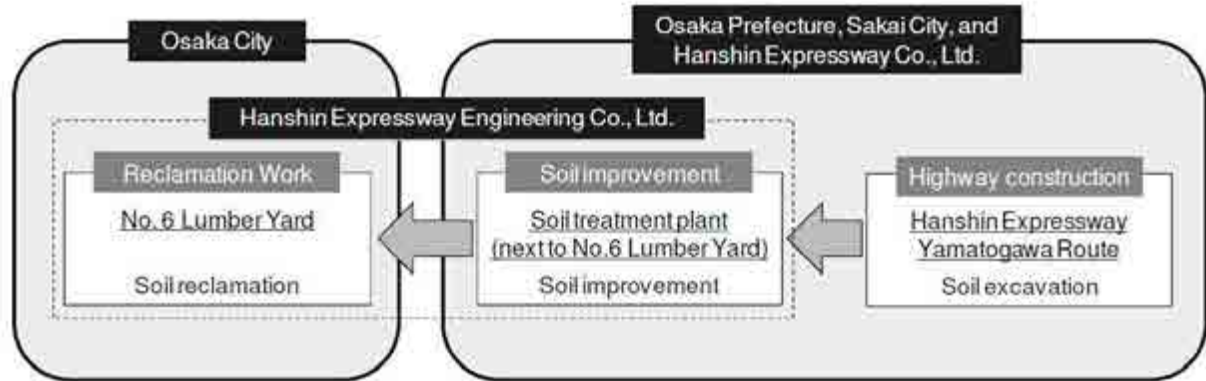 Osaka City
Osaka Prefecture, Sakai City, and
Hanshin Expressway Co., Ltd.
Hanshin Expressway Engineering Co., Ltd.
Reclamation Work
No. 6 Lumber Yard
Soil reclamation
Soil improvement
Soil treatment plant
(next to No.6 Lumber Yard)
Soil improvement
Highway construction
Hanshin Expressway
Yamatogawa Route
Soil excavation